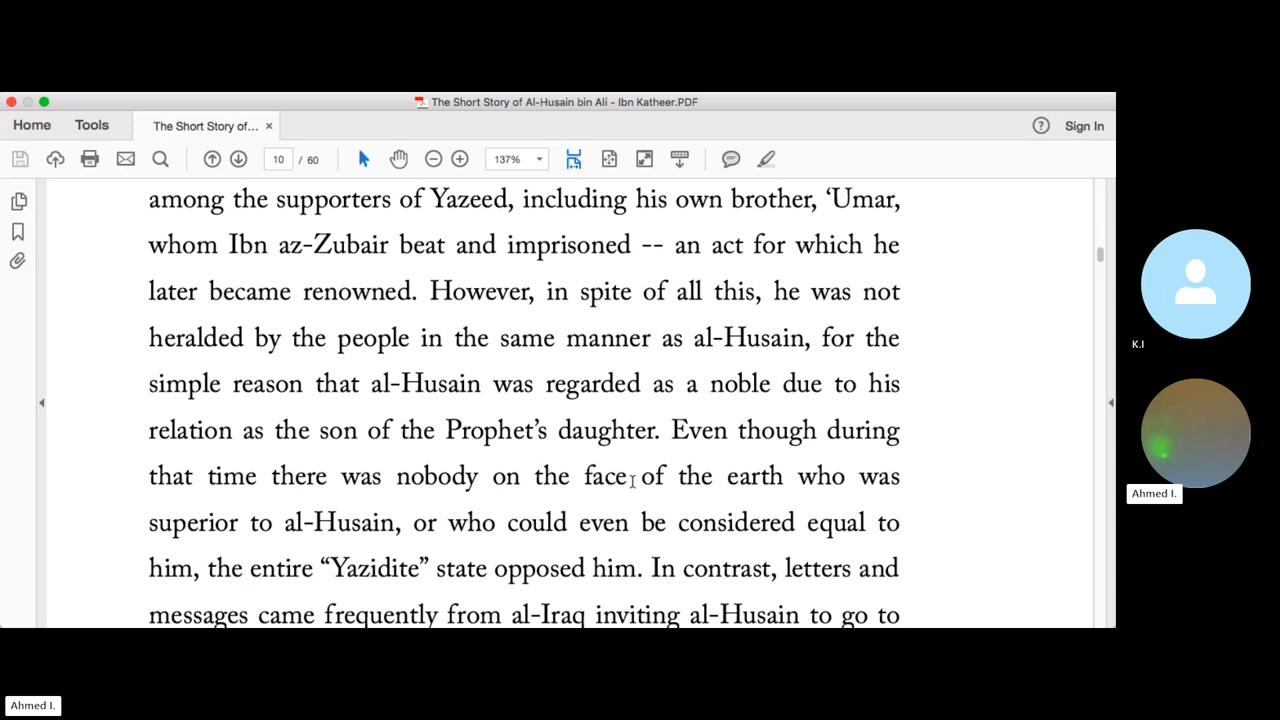 The Short Story of Al-Husain bin Ali - Ibn Katheer.PDF
Home Tools The Short Story of... × Sign In
10 / 60 137%
among the supporters of Yazeed, including his own brother, ‘Umar,
whom Ibn az-Zubair beat and imprisoned -- an act for which he
later became renowned. However, in spite of all this, he was not
heralded by the people in the same manner as al-Husain, for the
simple reason that al-Husain was regarded as a noble due to his
relation as the son of the Prophet’s daughter. Even though during
that time there was nobody on the face of the earth who was
superior to al-Husain, or who could even be considered equal to
him, the entire “Yazidite” state opposed him. In contrast, letters and
messages came frequently from al-Iraq inviting al-Husain to go to
K.I
Ahmed I.
Ahmed I.